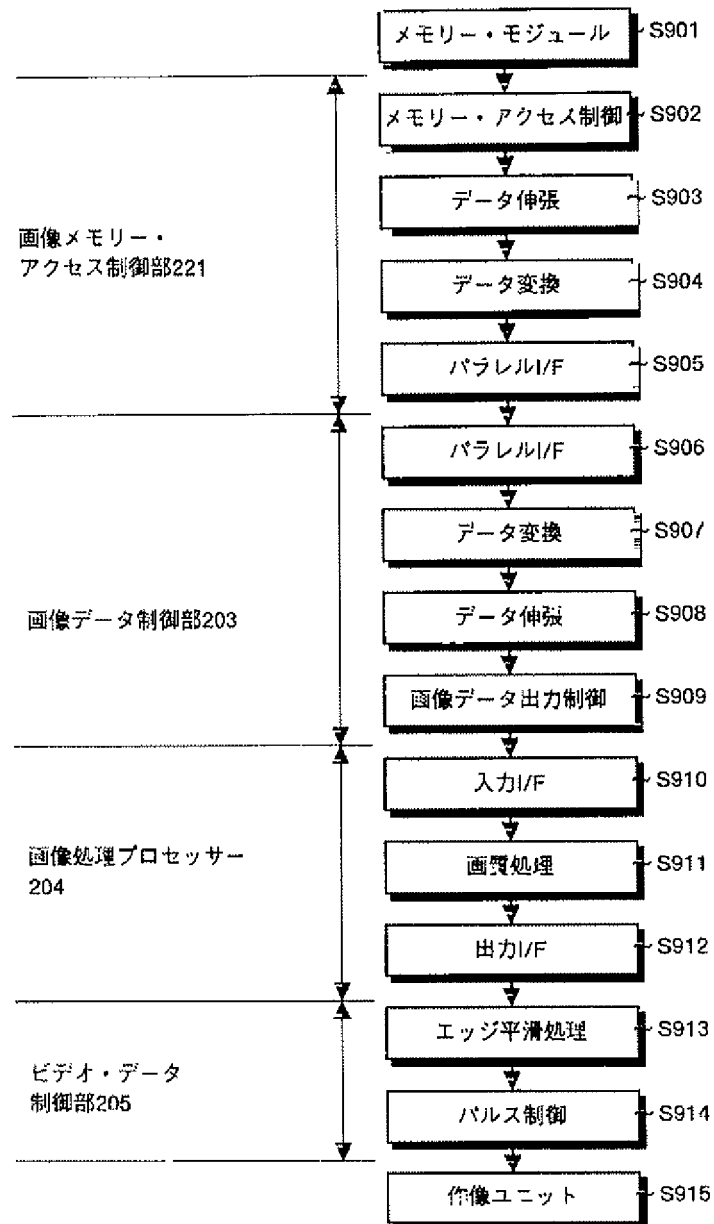 メモリー・モジュール S901
メモリー・アクセス制御 S902
データ伸張 S903
画像メモリー・
アクセス制御部221
データ変換 S904
パラレルI/F S905
パラレルI/F S906
データ変換 S907
画像データ制御部203
データ伸張 S908
画像データ出力制御 S909
入力I/F S910
画像処理プロセッサー
204
画質処理 S911
出力I/F S912
エッジ平滑処理 S913
ビデオ・データ
制御部205
パルス制御 S914
作像ユニット S915